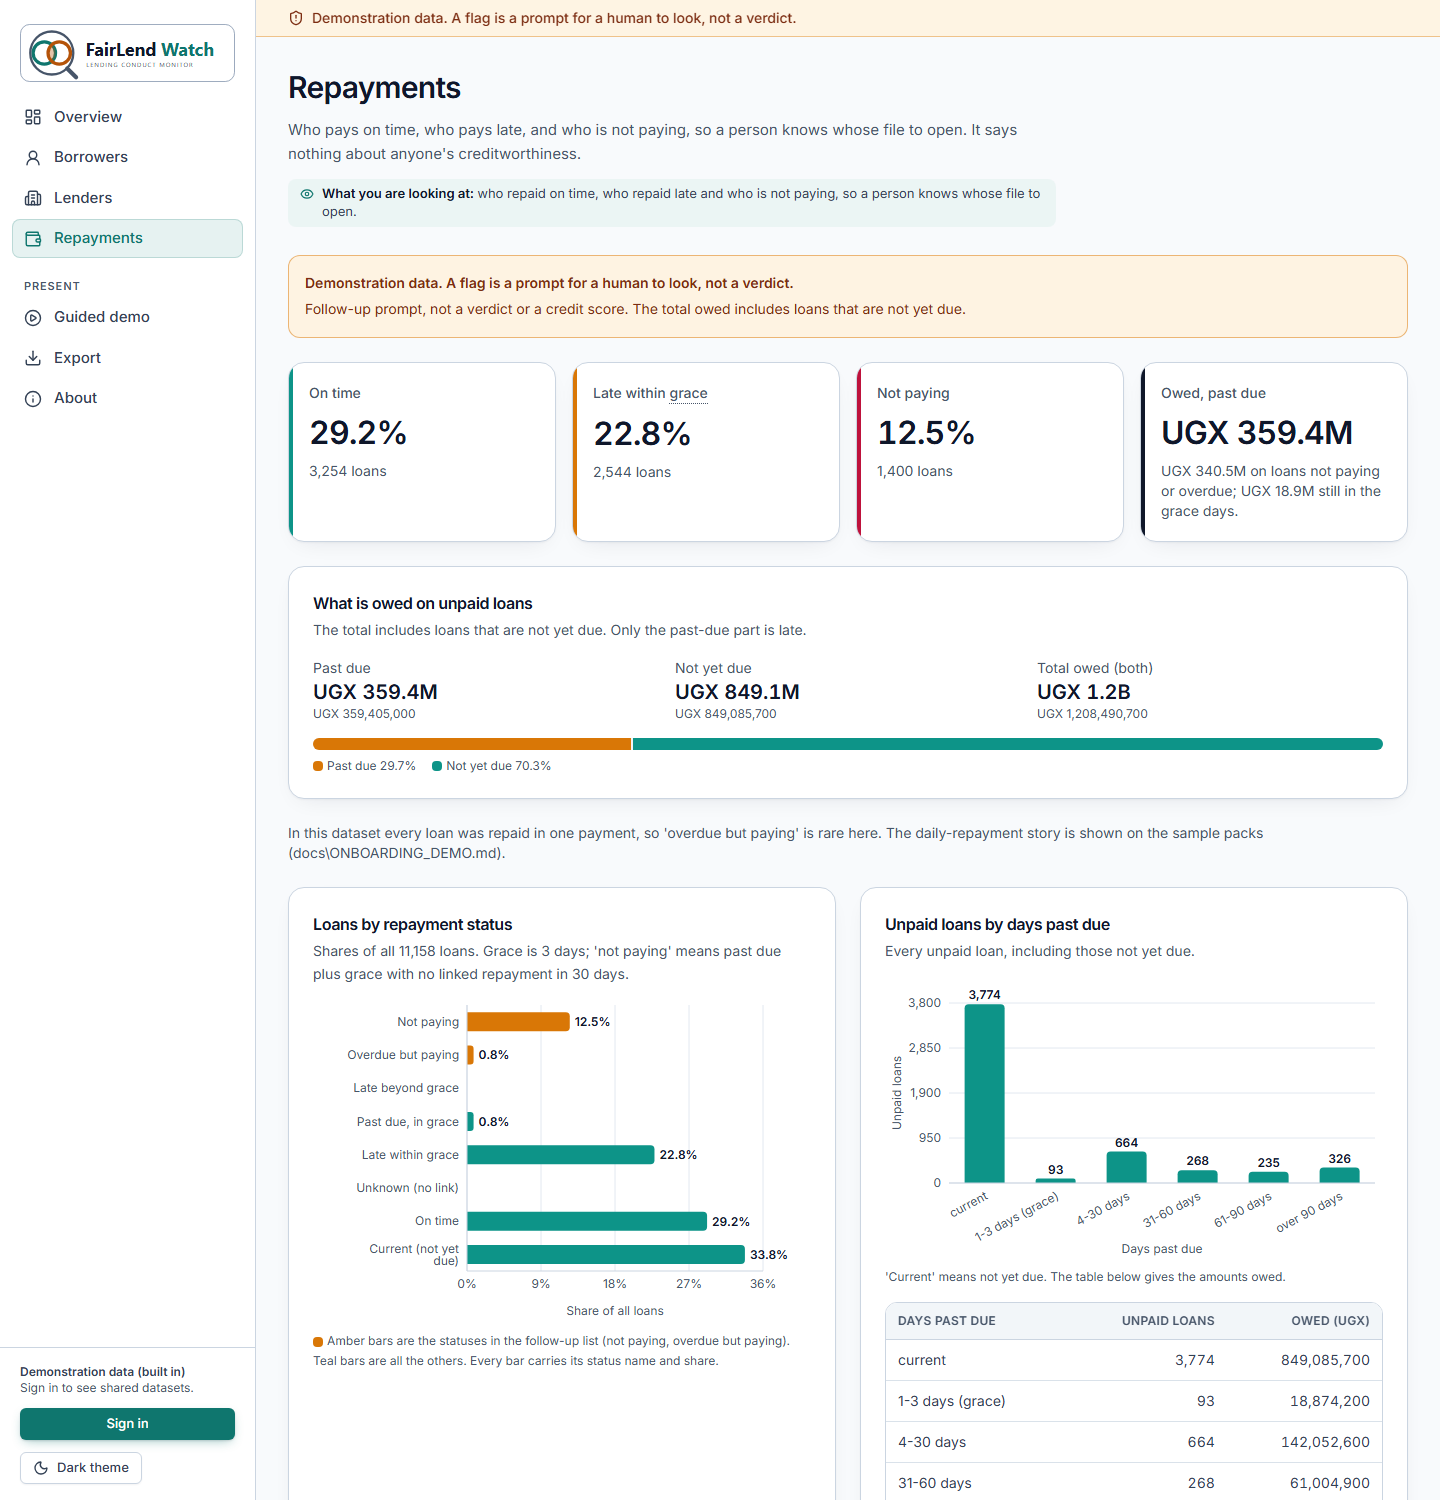 FairLend Watch
LENDING CONDUCT MONITOR
Overview
Borrowers
Lenders
Repayments
PRESENT
Guided demo
Export
About
Demonstration data (built in)
Sign in to see shared datasets.
Sign in
Dark theme
Demonstration data. A flag is a prompt for a human to look, not a verdict.
Repayments
Who pays on time, who pays late, and who is not paying, so a person knows whose file to open. It says
nothing about anyone's creditworthiness.
What you are looking at: who repaid on time, who repaid late and who is not paying, so a person knows whose file to
open.
Demonstration data. A flag is a prompt for a human to look, not a verdict.
Follow-up prompt, not a verdict or a credit score. The total owed includes loans that are not yet due.
On time
29.2%
3,254 loans
Late within grace
22.8%
2,544 loans
Not paying
12.5%
1,400 loans
Owed, past due
UGX 359.4M
UGX 340.5M on loans not paying
or overdue; UGX 18.9M still in the
grace days.
What is owed on unpaid loans
The total includes loans that are not yet due. Only the past-due part is late.
Past due
UGX 359.4M
UGX 359,405,000
Not yet due
UGX 849.1M
UGX 849,085,700
Total owed (both)
UGX 1.2B
UGX 1,208,490,700
Past due 29.7% Not yet due 70.3%
In this dataset every loan was repaid in one payment, so 'overdue but paying' is rare here. The daily-repayment story is shown on the sample packs
(docs\ONBOARDING_DEMO.md).
Loans by repayment status
Shares of all 11,158 loans. Grace is 3 days; 'not paying' means past due
plus grace with no linked repayment in 30 days.
Not paying 12.5%
Overdue but paying 0.8%
Late beyond grace
Past due, in grace 0.8%
Late within grace 22.8%
Unknown (no link)
On time 29.2%
Current (not yet
due) 33.8%
0% 9% 18% 27% 36%
Share of all loans
Amber bars are the statuses in the follow-up list (not paying, overdue but paying).
Teal bars are all the others. Every bar carries its status name and share.
Unpaid loans by days past due
Every unpaid loan, including those not yet due.
Unpaid loans
3,800
2,850
1,900
950
0
3,774
93
664
268
235
326
current
1-3 days (grace)
4-30 days
31-60 days
61-90 days
over 90 days
Days past due
'Current' means not yet due. The table below gives the amounts owed.
DAYS PAST DUE UNPAID LOANS OWED (UGX)
current 3,774 849,085,700
1-3 days (grace) 93 18,874,200
4-30 days 664 142,052,600
31-60 days 268 61,004,900